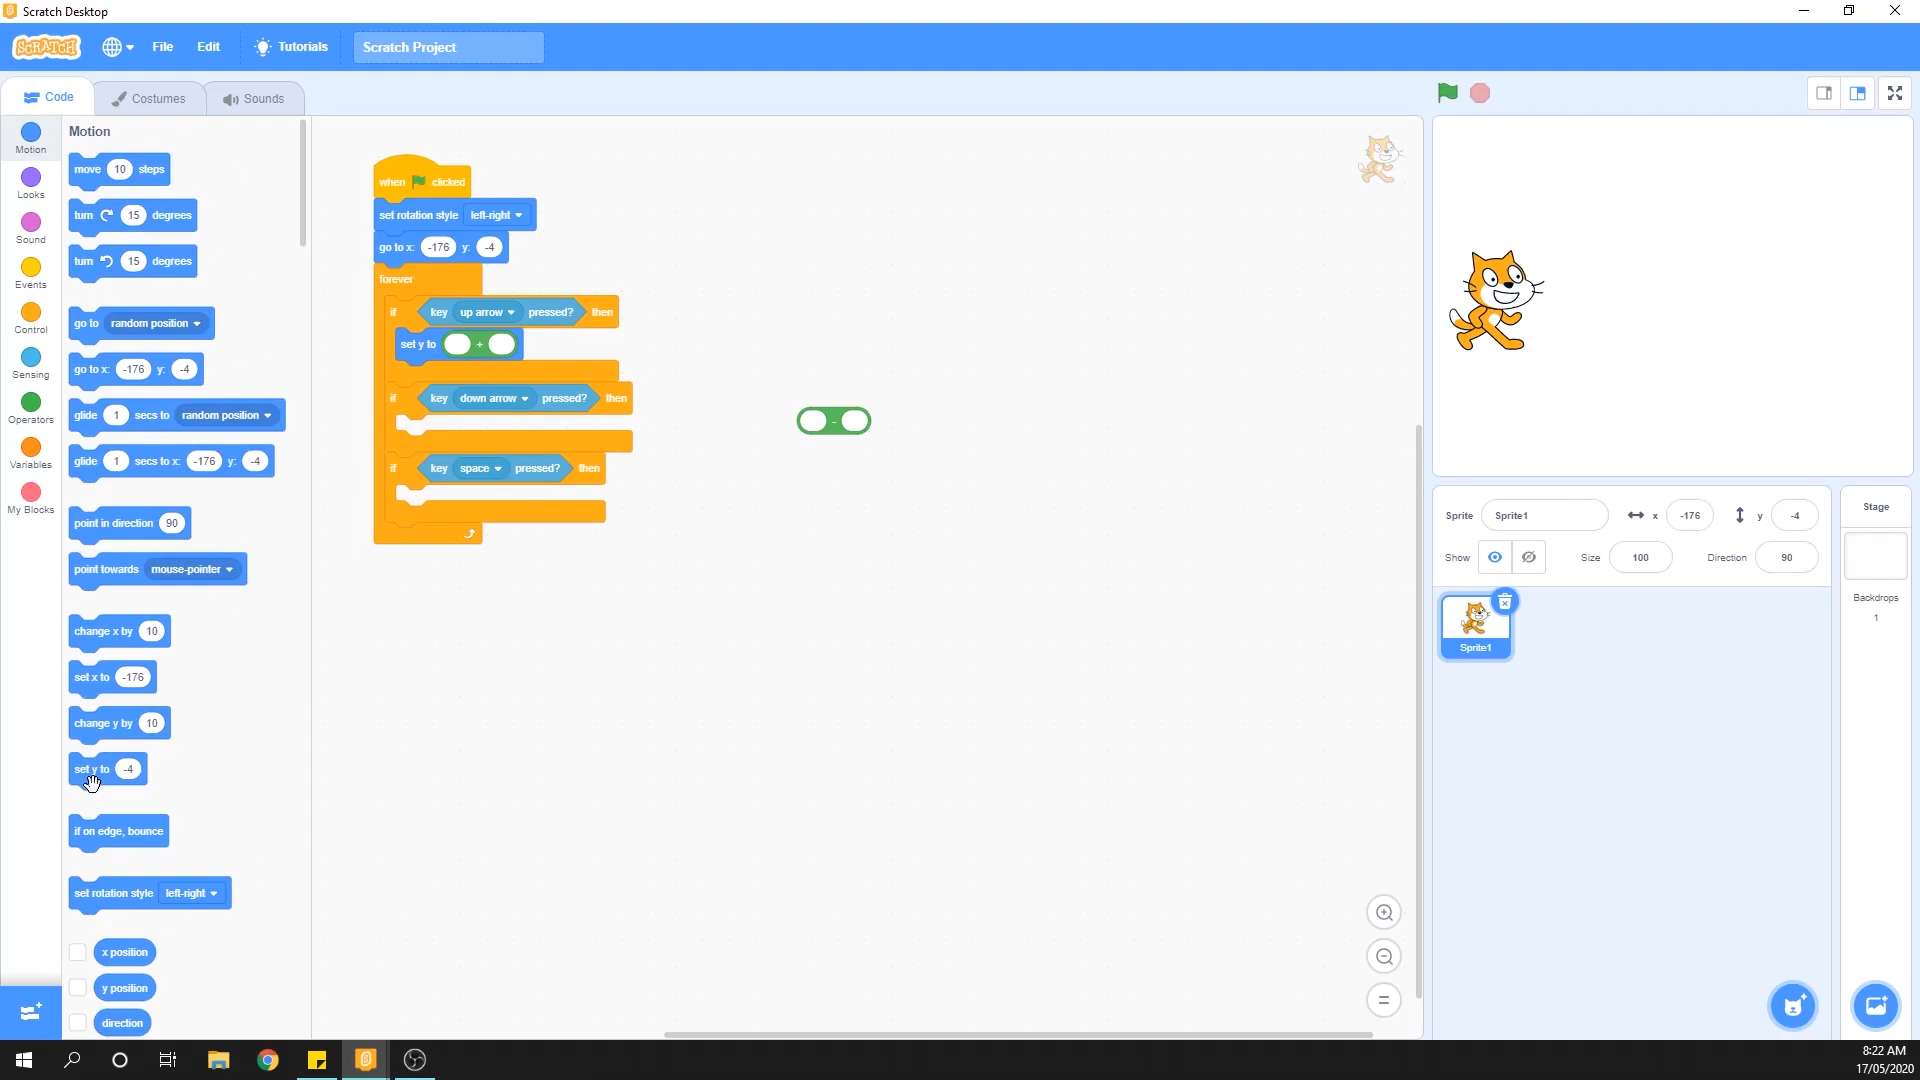 Scratch Desktop
SCRATCH
File
Edit
Tutorials
Scratch Project
Code
Costumes
Sounds
Motion
Looks
Sound
Events
Control
Sensing
Operators
Variables
My Blocks
Motion
move 10 steps
turn 15 degrees
turn 15 degrees
go to random position
go to x: -176 y: -4
glide 1 secs to random position
glide 1 secs to x: -176 y: -4
point in direction 90
point towards mouse-pointer
change x by 10
set x to -176
change y by 10
set y to -4
if on edge, bounce
set rotation style left-right
x position
y position
direction
when clicked
set rotation style left-right
go to x: -176 y: -4
forever
if key up arrow pressed? then
set y to +
if key down arrow pressed? then
if key space pressed? then
-
Sprite Sprite1 x -176 y -4
Show Size 100 Direction 90
Sprite1
Stage
Backdrops
1
8:22 AM
17/05/2020